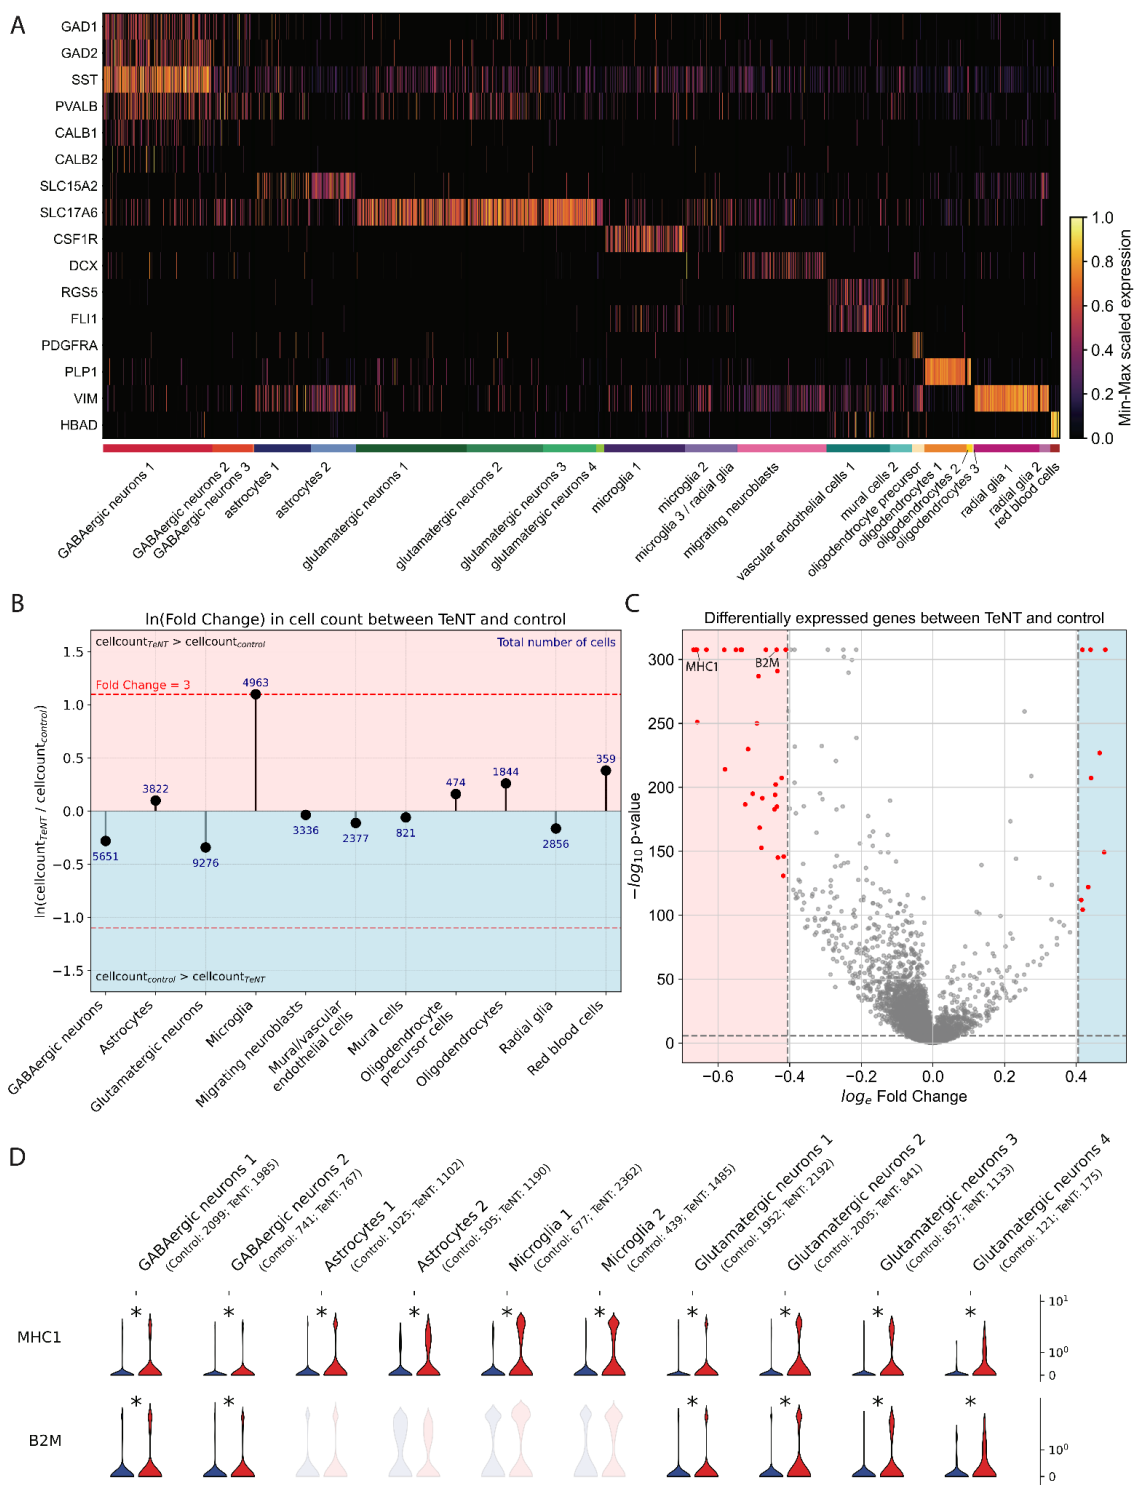 A
GAD1
GAD2
SST
PVALB
CALB1
CALB2
SLC15A2
SLC17A6
CSF1R
DCX
RGS5
FLI1
PDGFRA
PLP1
VIM
HBAD
1.0
0.8
0.6
0.4
0.2
0.0
Min-Max scaled expression
GABAergic neurons 1
GABAergic neurons 2
GABAergic neurons 3
astrocytes 1
astrocytes 2
glutamatergic neurons 1
glutamatergic neurons 2
glutamatergic neurons 3
glutamatergic neurons 4
microglia 1
microglia 2
microglia 3 / radial glia
migrating neuroblasts
vascular endothelial cells 1
mural cells 2
oligodendrocyte precursor
oligodendrocytes 1
oligodendrocytes 2
oligodendrocytes 3
radial glia 1
radial glia 2
red blood cells
B
ln(Fold Change) in cell count between TeNT and control
cellcount_TeNT > cellcount_control
Total number of cells
Fold Change = 3
1.5
1.0
0.5
0.0
−0.5
−1.0
−1.5
ln(cellcount_TeNT / cellcount_control)
5651
3822
9276
4963
3336
2377
821
474
1844
2856
359
cellcount_control > cellcount_TeNT
GABAergic neurons
Astrocytes
Glutamatergic neurons
Microglia
Migrating neuroblasts
Mural/vascular
endothelial cells
Mural cells
Oligodendrocyte
precursor cells
Oligodendrocytes
Radial glia
Red blood cells
C
Differentially expressed genes between TeNT and control
MHC1
B2M
300
250
200
150
100
50
0
−log10 p-value
−0.6
−0.4
−0.2
0.0
0.2
0.4
log_e Fold Change
D
GABAergic neurons 1
(Control: 2099; TeNT: 1985)
GABAergic neurons 2
(Control: 741; TeNT: 767)
Astrocytes 1
(Control: 1025; TeNT: 1102)
Astrocytes 2
(Control: 505; TeNT: 1190)
Microglia 1
(Control: 677; TeNT: 2362)
Microglia 2
(Control: 439; TeNT: 1485)
Glutamatergic neurons 1
(Control: 1952; TeNT: 2192)
Glutamatergic neurons 2
(Control: 2005; TeNT: 841)
Glutamatergic neurons 3
(Control: 857; TeNT: 1133)
Glutamatergic neurons 4
(Control: 121; TeNT: 175)
* * * * * * * * * *
MHC1
10^1
10^0
0
* * * * * *
B2M
10^0
0